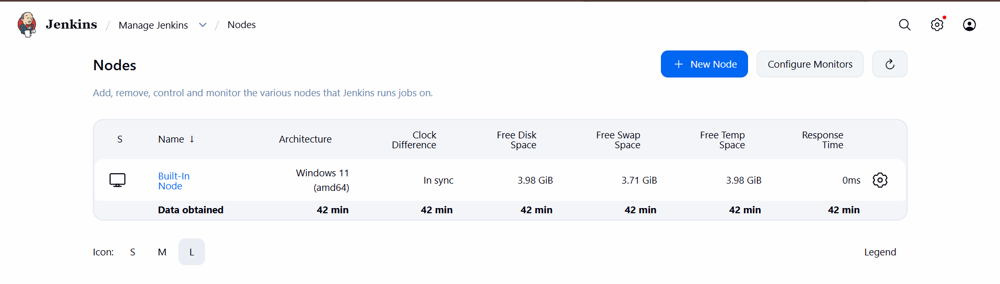 Jenkins / Manage Jenkins / Nodes
Nodes
+ New Node
Configure Monitors
Add, remove, control and monitor the various nodes that Jenkins runs jobs on.
S Name ↓ Architecture Clock Difference Free Disk Space Free Swap Space Free Temp Space Response Time
Built-In Node Windows 11 (amd64) In sync 3.98 GiB 3.71 GiB 3.98 GiB 0ms
Data obtained 42 min 42 min 42 min 42 min 42 min 42 min
Icon: S M L Legend